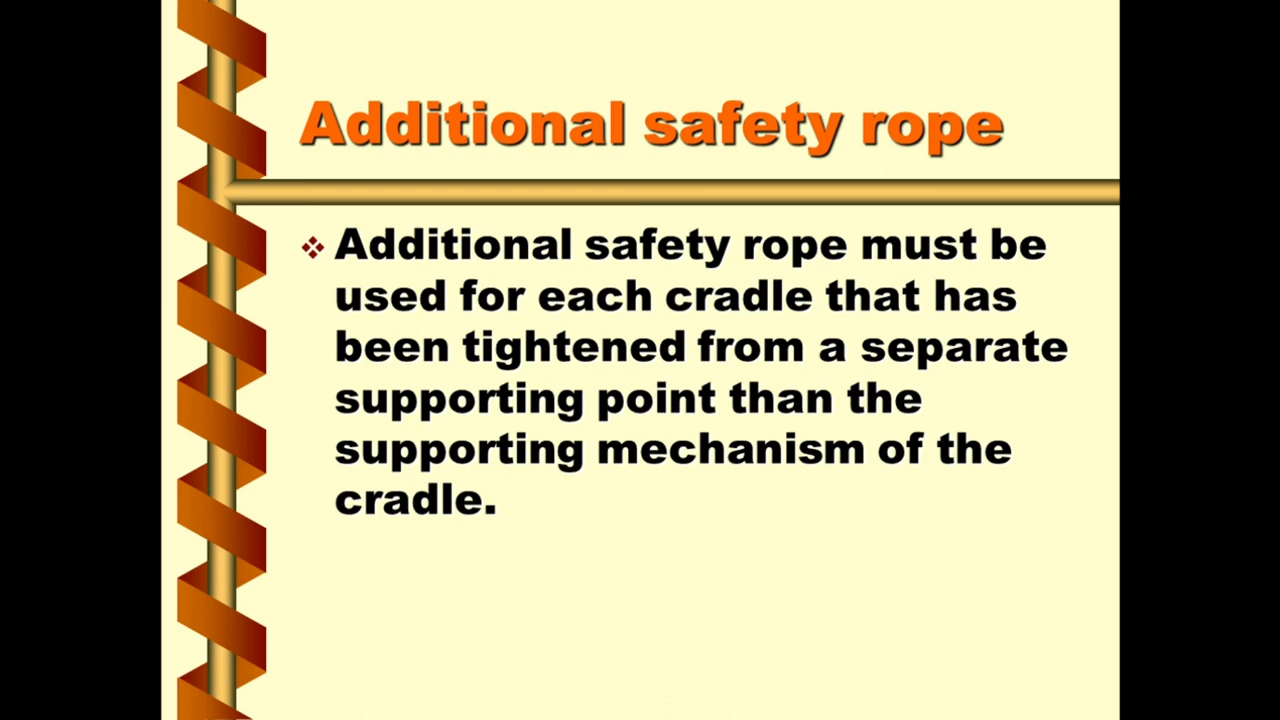 Additional safety rope
Additional safety rope must be
used for each cradle that has
been tightened from a separate
supporting point than the
supporting mechanism of the
cradle.